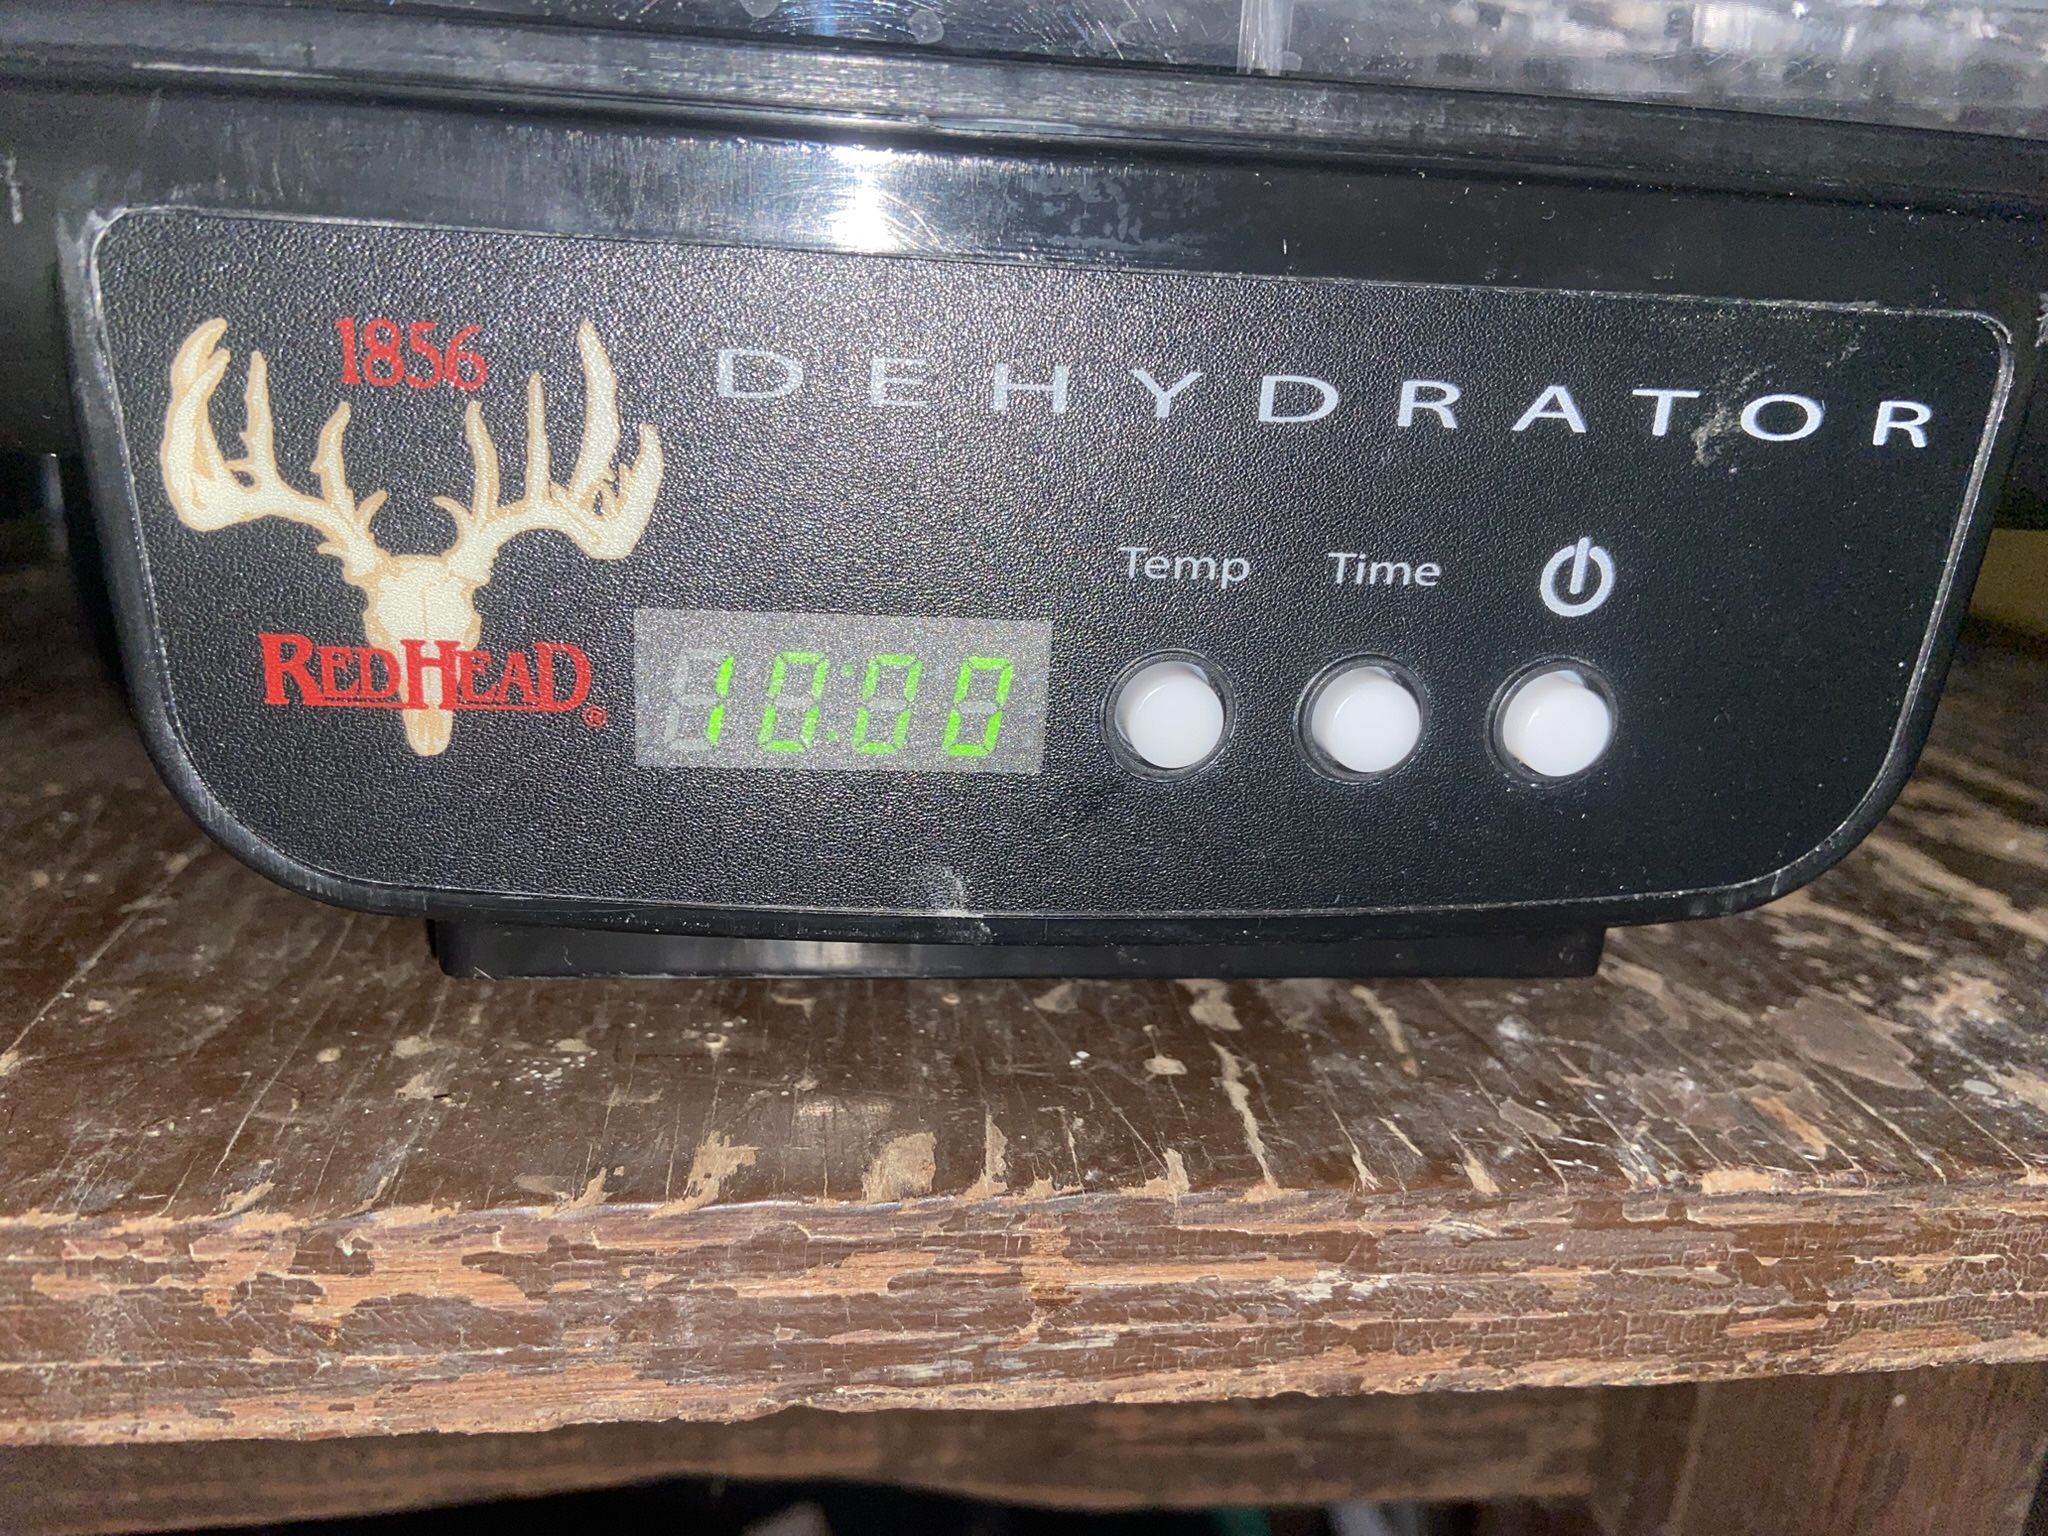 1856
DEHYDRATOR
Temp Time
REDHEAD®
10:00